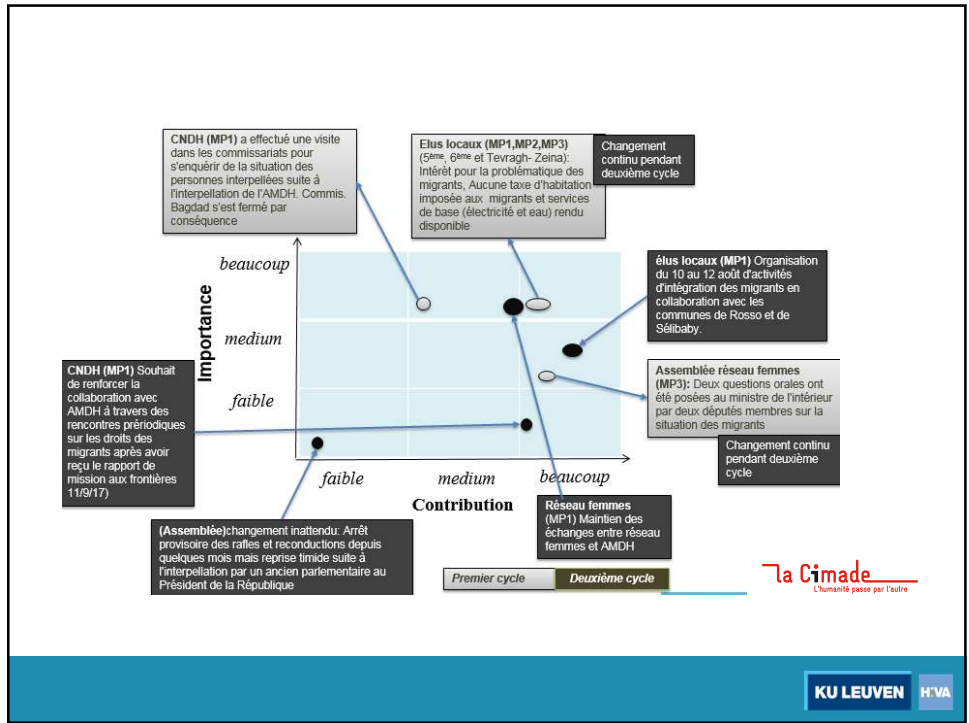 CNDH (MP1) a effectué une visite
dans les commissariats pour
s'enquérir de la situation des
personnes interpellées suite à
l'interpellation de l'AMDH. Commis.
Bagdad s'est fermé par
conséquence
Elus locaux (MP1,MP2,MP3)
(5ème, 6ème et Tevragh- Zeina):
Intérêt pour la problématique des
migrants, Aucune taxe d'habitation
imposée aux migrants et services
de base (électricité et eau) rendu
disponible
Changement
continu pendant
deuxième cycle
élus locaux (MP1) Organisation
du 10 au 12 août d'activités
d'intégration des migrants en
collaboration avec les
communes de Rosso et de
Sélibaby.
Importance
beaucoup
medium
faible
CNDH (MP1) Souhait
de renforcer la
collaboration avec
AMDH à travers des
rencontres prériodiques
sur les droits des
migrants après avoir
reçu le rapport de
mission aux frontières
11/9/17)
Assemblée réseau femmes
(MP3): Deux questions orales ont
été posées au ministre de l'intérieur
par deux députés membres sur la
situation des migrants
Changement continu
pendant deuxième
cycle
faible medium beaucoup
Contribution
(Assemblée)changement inattendu: Arrêt
provisoire des rafles et reconductions depuis
quelques mois mais reprise timide suite à
l'interpellation par un ancien parlementaire au
Président de la République
Réseau femmes
(MP1) Maintien des
échanges entre réseau
femmes et AMDH
Premier cycle Deuxième cycle
la Cimade
L'humanité passe par l'autre
KU LEUVEN HIVA